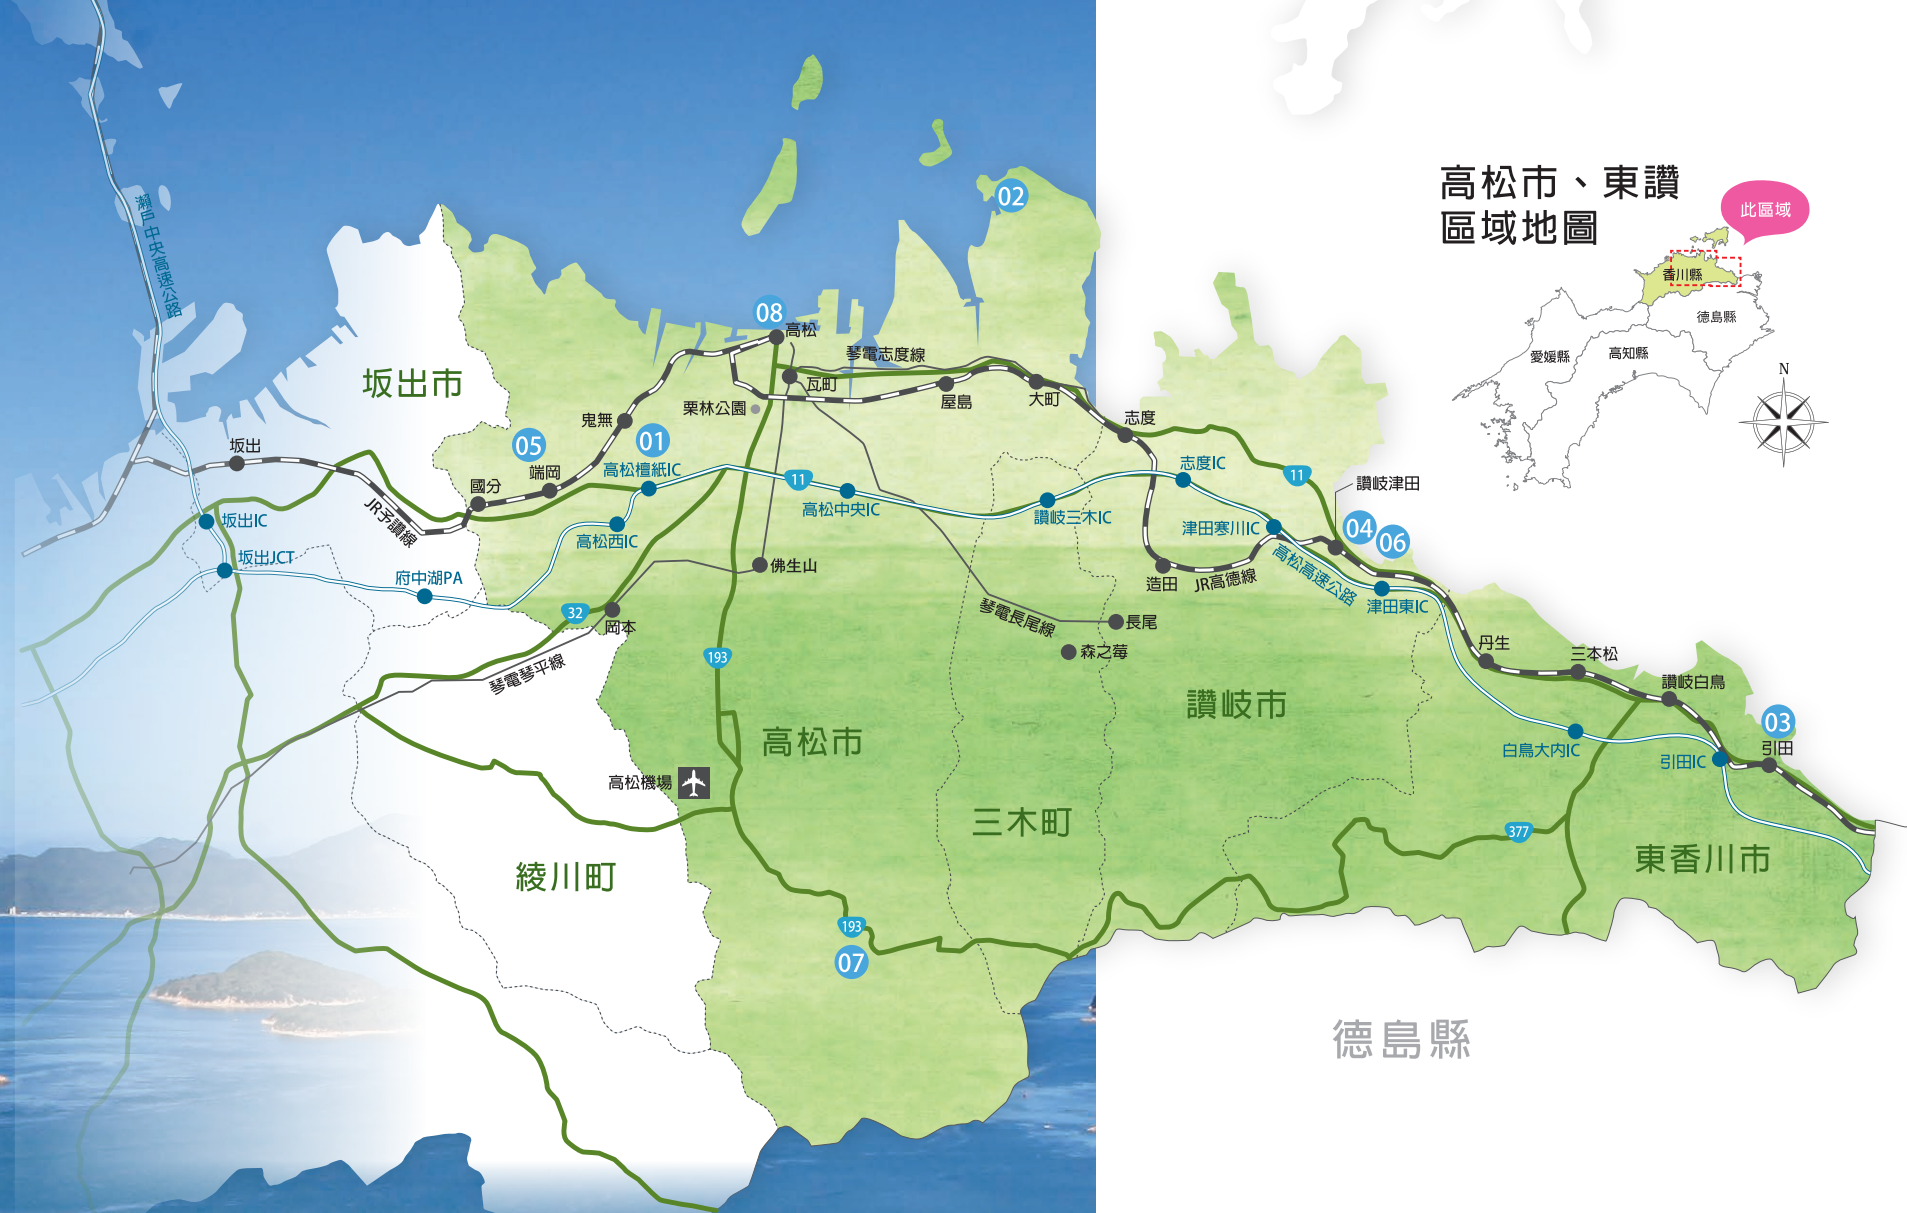 高松市、東讚
區域地圖
此區域
香川縣
德島縣
愛媛縣
高知縣
N
瀨戶中央高速公路
02
08
高松
琴電志度線
坂出市
瓦町
栗林公園
屋島
大町
志度
鬼無
01
05
坂出
端岡
高松檀紙IC
國分
11
高松中央IC
志度IC
11
讚岐津田
讚岐三木IC
津田寒川IC
04
06
坂出IC
JR予讚線
高松西IC
坂出JCT
府中湖PA
佛生山
造田
JR高德線
高松高速公路
津田東IC
32
岡本
琴電長尾線
長尾
森之莓
193
琴電琴平線
丹生
三本松
讚岐白鳥
讚岐市
03
引田
高松市
白鳥大内IC
引田IC
高松機場
三木町
377
東香川市
綾川町
193
07
德島縣